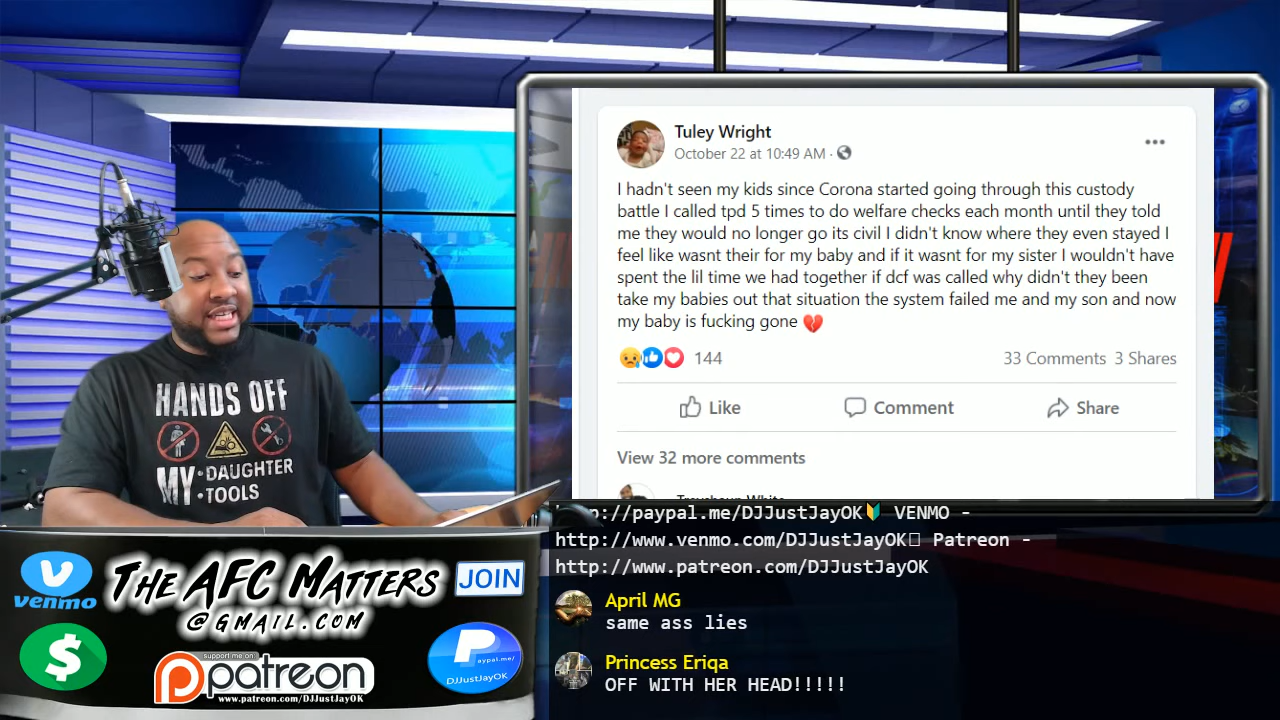 Tuley Wright
October 22 at 10:49 AM ·
I hadn't seen my kids since Corona started going through this custody
battle I called tpd 5 times to do welfare checks each month until they told
me they would no longer go its civil I didn't know where they even stayed I
feel like wasnt their for my baby and if it wasnt for my sister I wouldn't have
spent the lil time we had together if dcf was called why didn't they been
take my babies out that situation the system failed me and my son and now
my baby is fucking gone 💔
144
33 Comments 3 Shares
Like Comment Share
View 32 more comments
HANDS OFF
MY • DAUGHTER
• TOOLS
p://paypal.me/DJJustJayOK🔰 VENMO -
http://www.venmo.com/DJJustJayOK Patreon -
http://www.patreon.com/DJJustJayOK
April MG
same ass lies
Princess Eriqa
OFF WITH HER HEAD!!!!!
venmo
THE AFC MATTERS
@GMAIL.COM
JOIN
$
support me on
patreon
www.patreon.com/DJJustJayOK
P
aypal.me/
DJJustJayOK